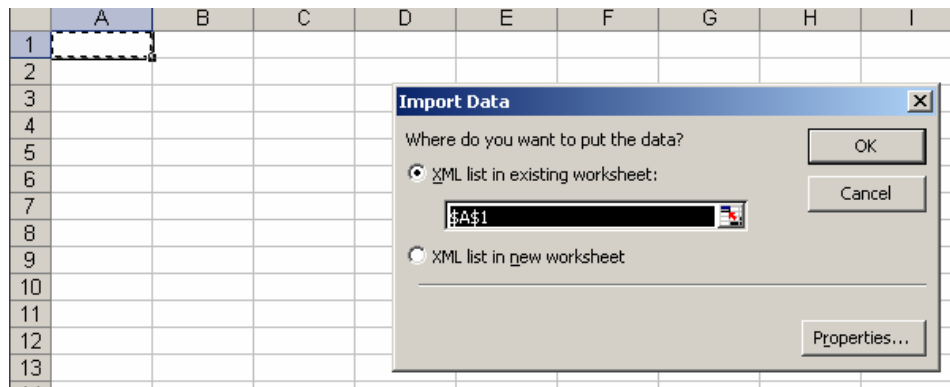 A B C D E F G H I
1
2
3
Import Data
4
Where do you want to put the data?
OK
5
XML list in existing worksheet:
6
Cancel
7
$A$1
8
9
XML list in new worksheet
10
11
12
Properties...
13